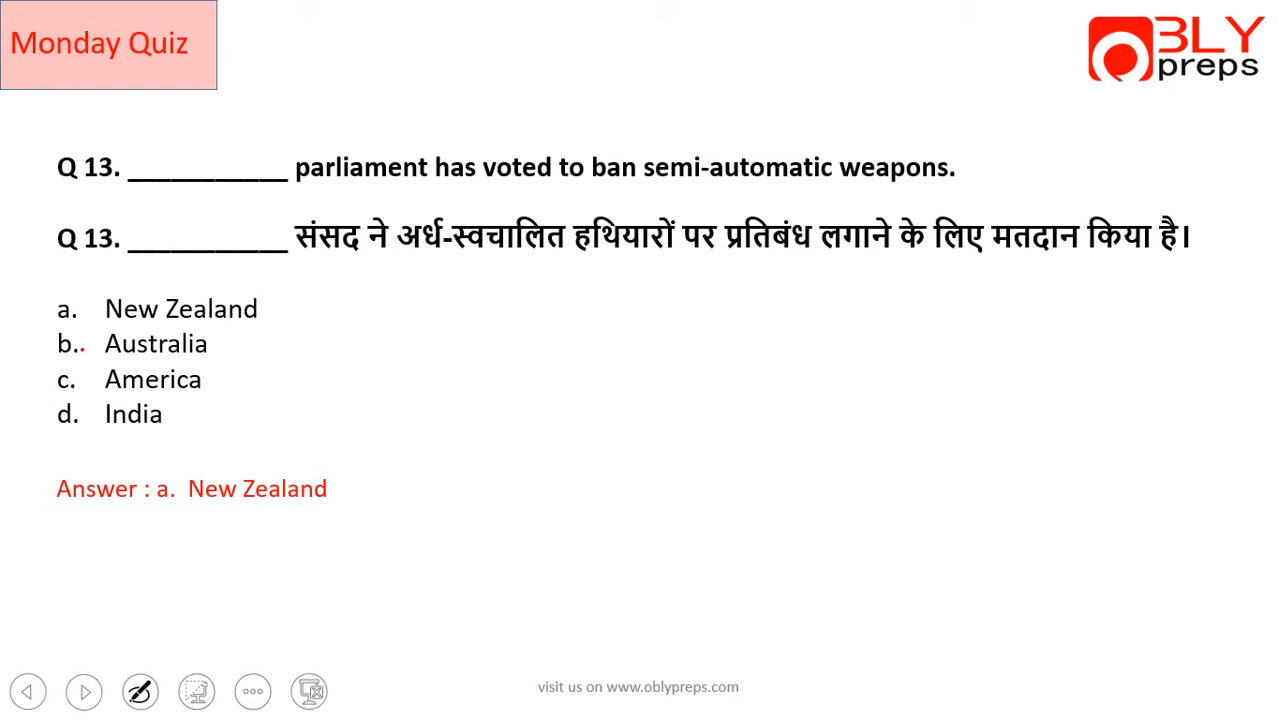 Monday Quiz
OBLY
preps
Q 13. ___________ parliament has voted to ban semi-automatic weapons.
Q 13. ___________ संसद ने अर्ध-स्वचालित हथियारों पर प्रतिबंध लगाने के लिए मतदान किया है।
a. New Zealand
b. Australia
c. America
d. India
Answer : a. New Zealand
visit us on www.oblypreps.com